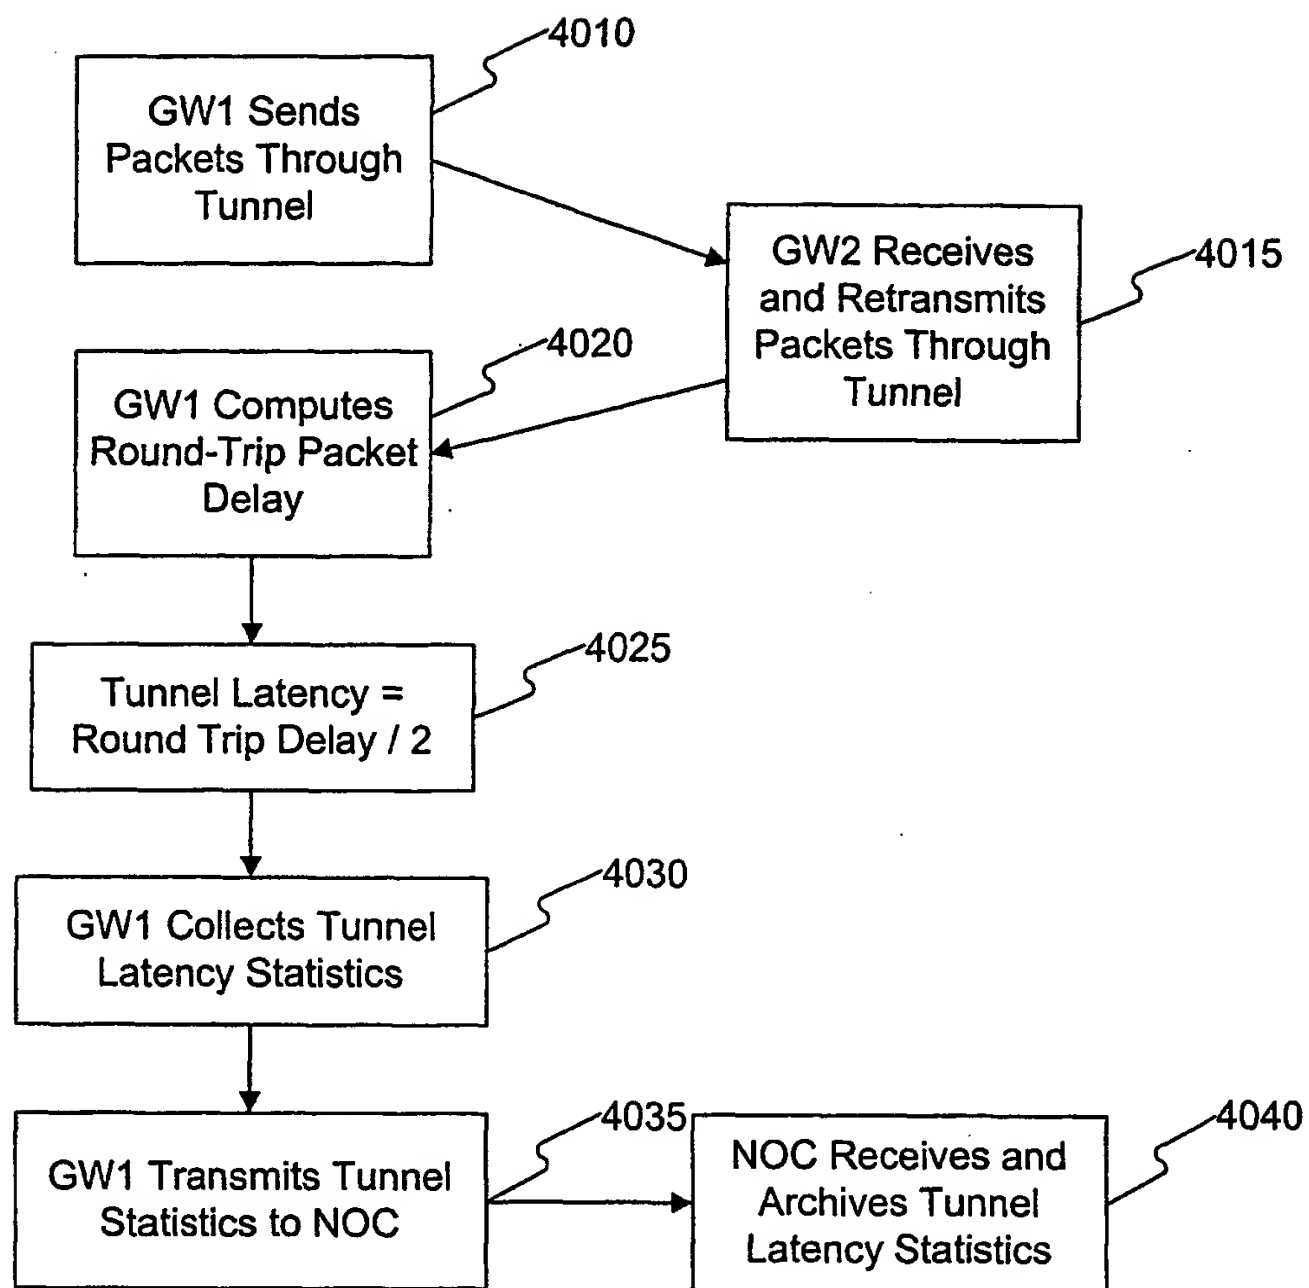 4010
GW1 Sends
Packets Through
Tunnel
GW2 Receives
and Retransmits
Packets Through
Tunnel
4015
4020
GW1 Computes
Round-Trip Packet
Delay
4025
Tunnel Latency =
Round Trip Delay / 2
4030
GW1 Collects Tunnel
Latency Statistics
4035
GW1 Transmits Tunnel
Statistics to NOC
4040
NOC Receives and
Archives Tunnel
Latency Statistics